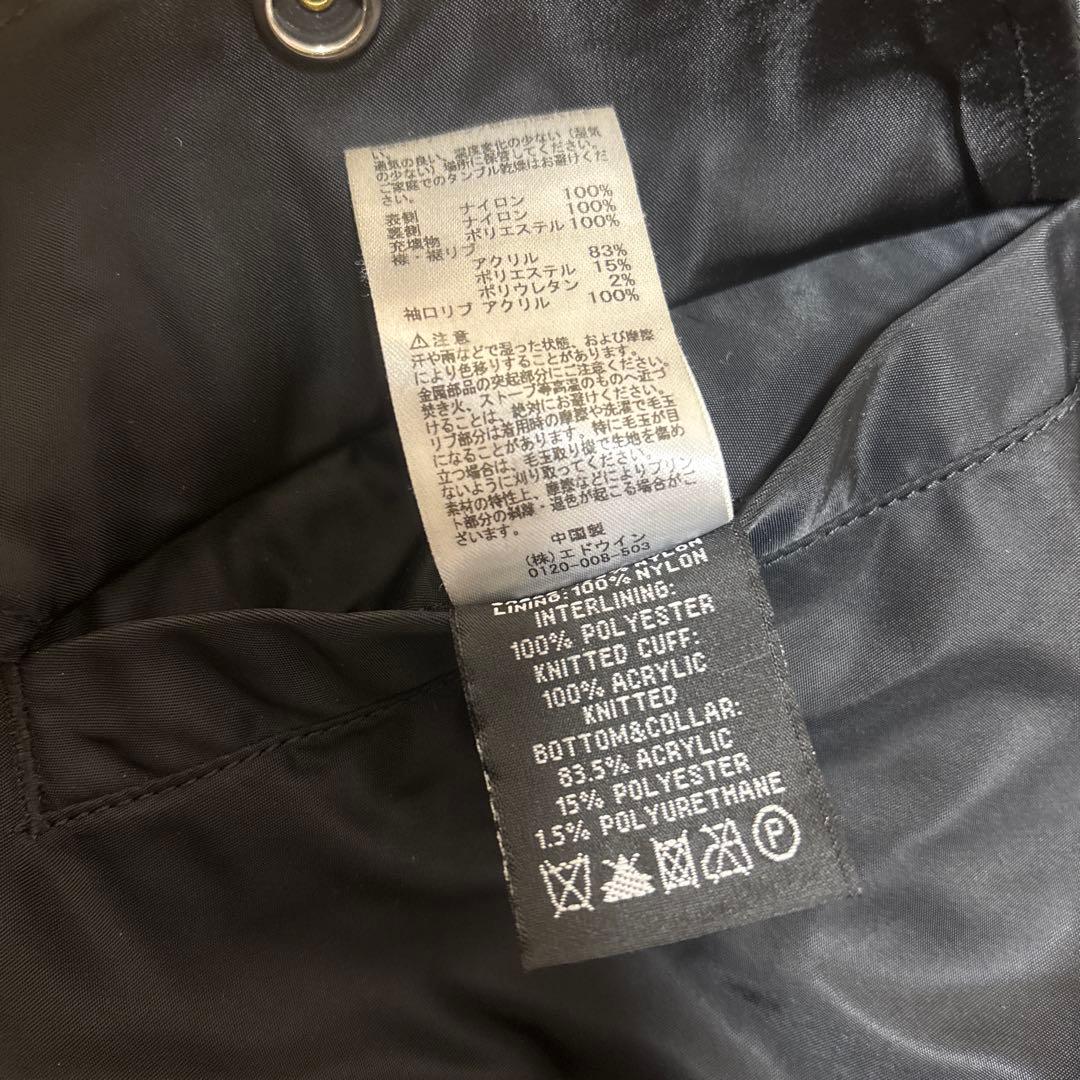 い。
通気の良い、温度変化の少ない（湿気
の少ない）場所に保管してください。
ご家庭でのタンブル乾燥はお避けくだ
さい。
表側 ナイロン 100%
裏側 ナイロン 100%
充填物 ポリエステル 100%
衿・裾リブ
アクリル 83%
ポリエステル 15%
ポリウレタン 2%
袖口リブ アクリル 100%
⚠注意
汗や雨などで湿った状態、および摩擦
により色移りすることがあります。
金属部品の突起部分にご注意ください。
焚き火、ストーブ等高温のものへ近づ
けることは、絶対にお避けください。
リブ部分は着用時の摩擦や洗濯で毛玉
になることがあります。特に毛玉が目
立つ場合は、毛玉取り機で生地を傷め
ないように刈り取ってください。
素材の特性上、摩擦などによりプリン
ト部分の剥離・退色が起こる場合がご
ざいます。
中国製
(株)エドウイン
0120-008-503
NYLON
LINING:100% NYLON
INTERLINING:
100% POLYESTER
KNITTED CUFF:
100% ACRYLIC
KNITTED
BOTTOM&COLLAR:
83.5% ACRYLIC
15% POLYESTER
1.5% POLYURETHANE
P